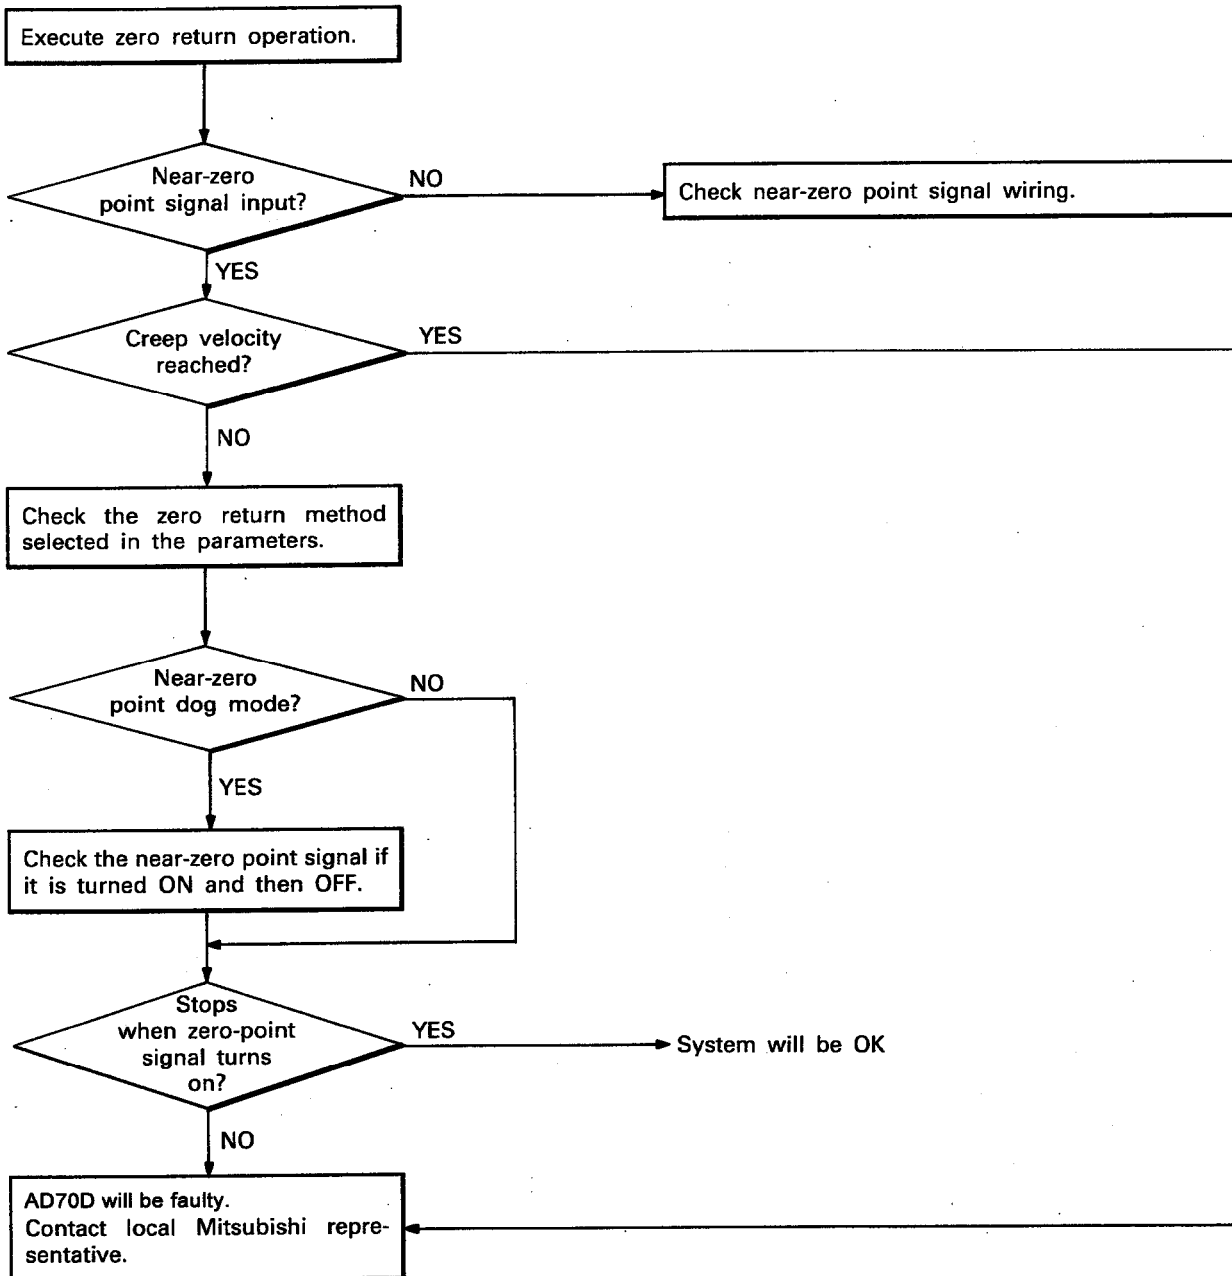 Execute zero return operation.
Near-zero
point signal input?
NO
Check near-zero point signal wiring.
YES
Creep velocity
reached?
YES
NO
Check the zero return method
selected in the parameters.
Near-zero
point dog mode?
NO
YES
Check the near-zero point signal if
it is turned ON and then OFF.
Stops
when zero-point
signal turns
on?
YES
System will be OK
NO
AD70D will be faulty.
Contact local Mitsubishi repre-
sentative.